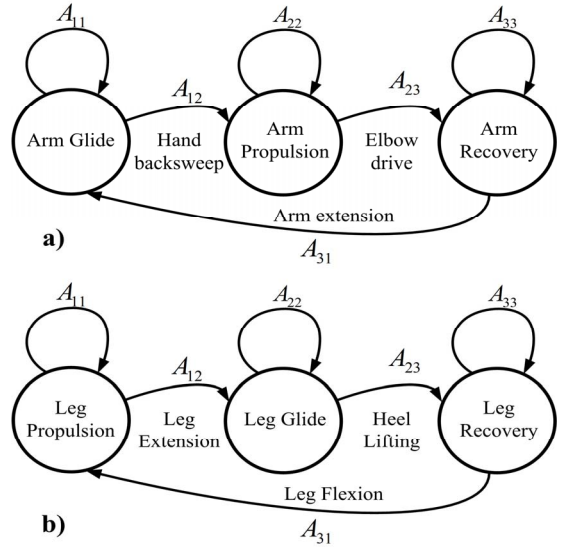 A11
A22
A33
A12
A23
Arm Glide
Hand
backsweep
Arm
Propulsion
Elbow
drive
Arm
Recovery
Arm extension
a)
A31
A11
A22
A33
A12
A23
Leg
Propulsion
Leg
Extension
Leg Glide
Heel
Lifting
Leg
Recovery
Leg Flexion
b)
A31